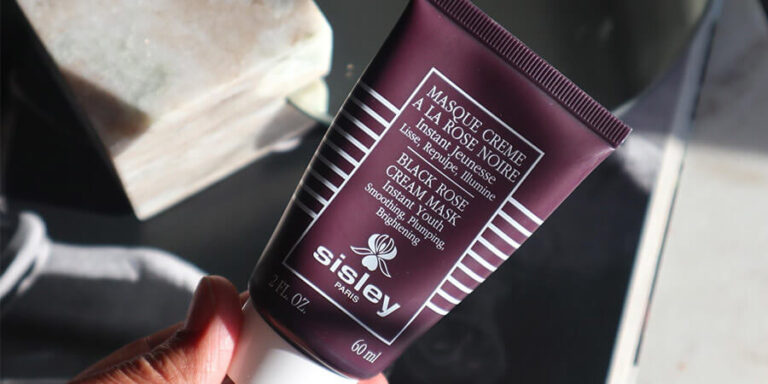 MASQUE CREME
A LA ROSE NOIRE
Instant Jeunesse
Lisse, Repulpe, Illumine
BLACK ROSE
CREAM MASK
Instant Youth
Smoothing, Plumping,
Brightening
sisley
PARIS
2 FL. OZ.
60 ml